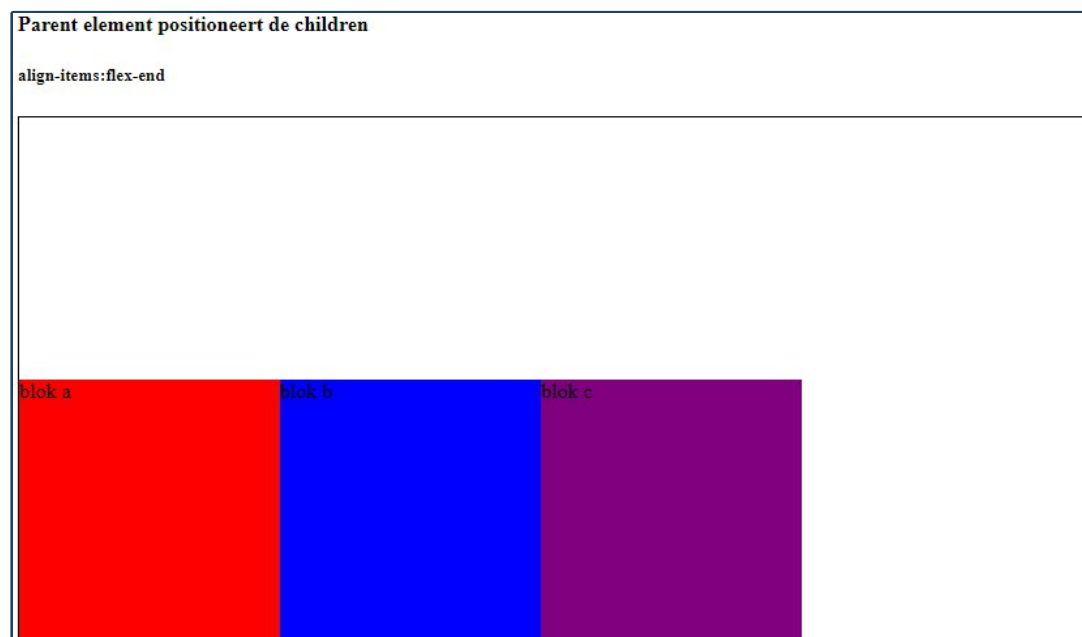 Parent element positioneert de children
align-items:flex-end
blok a
blok b
blok c